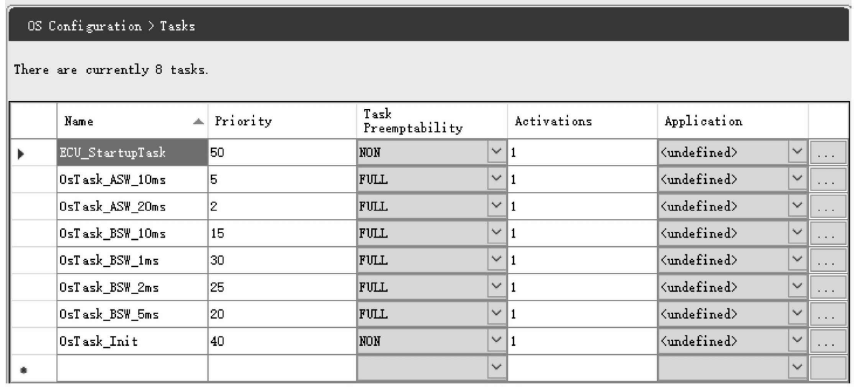 OS Configuration > Tasks
There are currently 8 tasks.
Name Priority Task Preemptability Activations Application
ECU_StartupTask 50 NON 1 <undefined> ...
OsTask_ASW_10ms 5 FULL 1 <undefined> ...
OsTask_ASW_20ms 2 FULL 1 <undefined> ...
OsTask_BSW_10ms 15 FULL 1 <undefined> ...
OsTask_BSW_1ms 30 FULL 1 <undefined> ...
OsTask_BSW_2ms 25 FULL 1 <undefined> ...
OsTask_BSW_5ms 20 FULL 1 <undefined> ...
OsTask_Init 40 NON 1 <undefined> ...